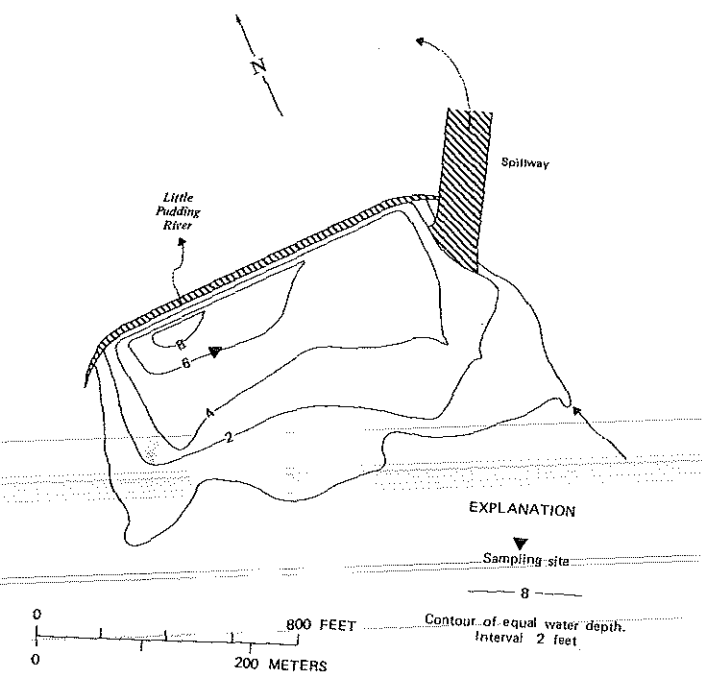 N
Spillway
Little
Pudding
River
8
6
4
2
EXPLANATION
Sampling site
8
Contour of equal water depth.
Interval 2 feet
0
800 FEET
0
200 METERS